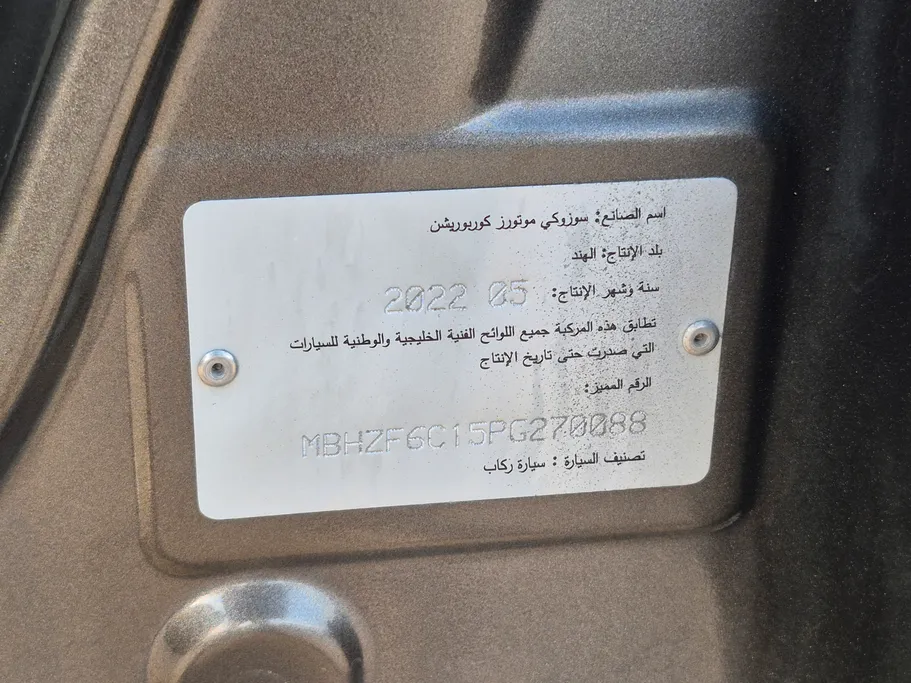 اسم الصانع: سوزوكي موتورز كوربوريشن
بلد الإنتاج: الهند
سنة وشهر الإنتاج: 2022 05
تطابق هذه المركبة جميع اللوائح الفنية الخليجية والوطنية للسيارات
التي صدرت حتى تاريخ الإنتاج
الرقم المميز:
MBHZF6C15PG270088
تصنيف السيارة : سيارة ركاب